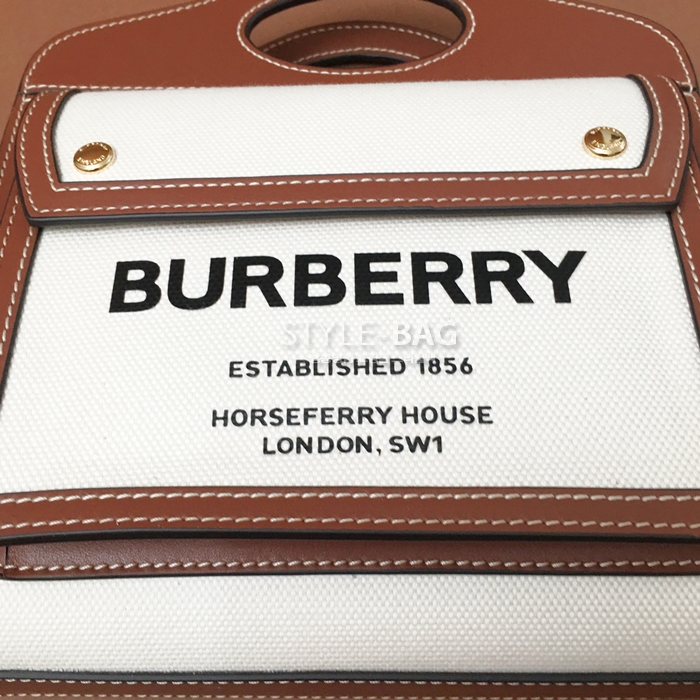 BURBERRY
STYLE-BAG
ESTABLISHED 1856
HORSEFERRY HOUSE
LONDON, SW1